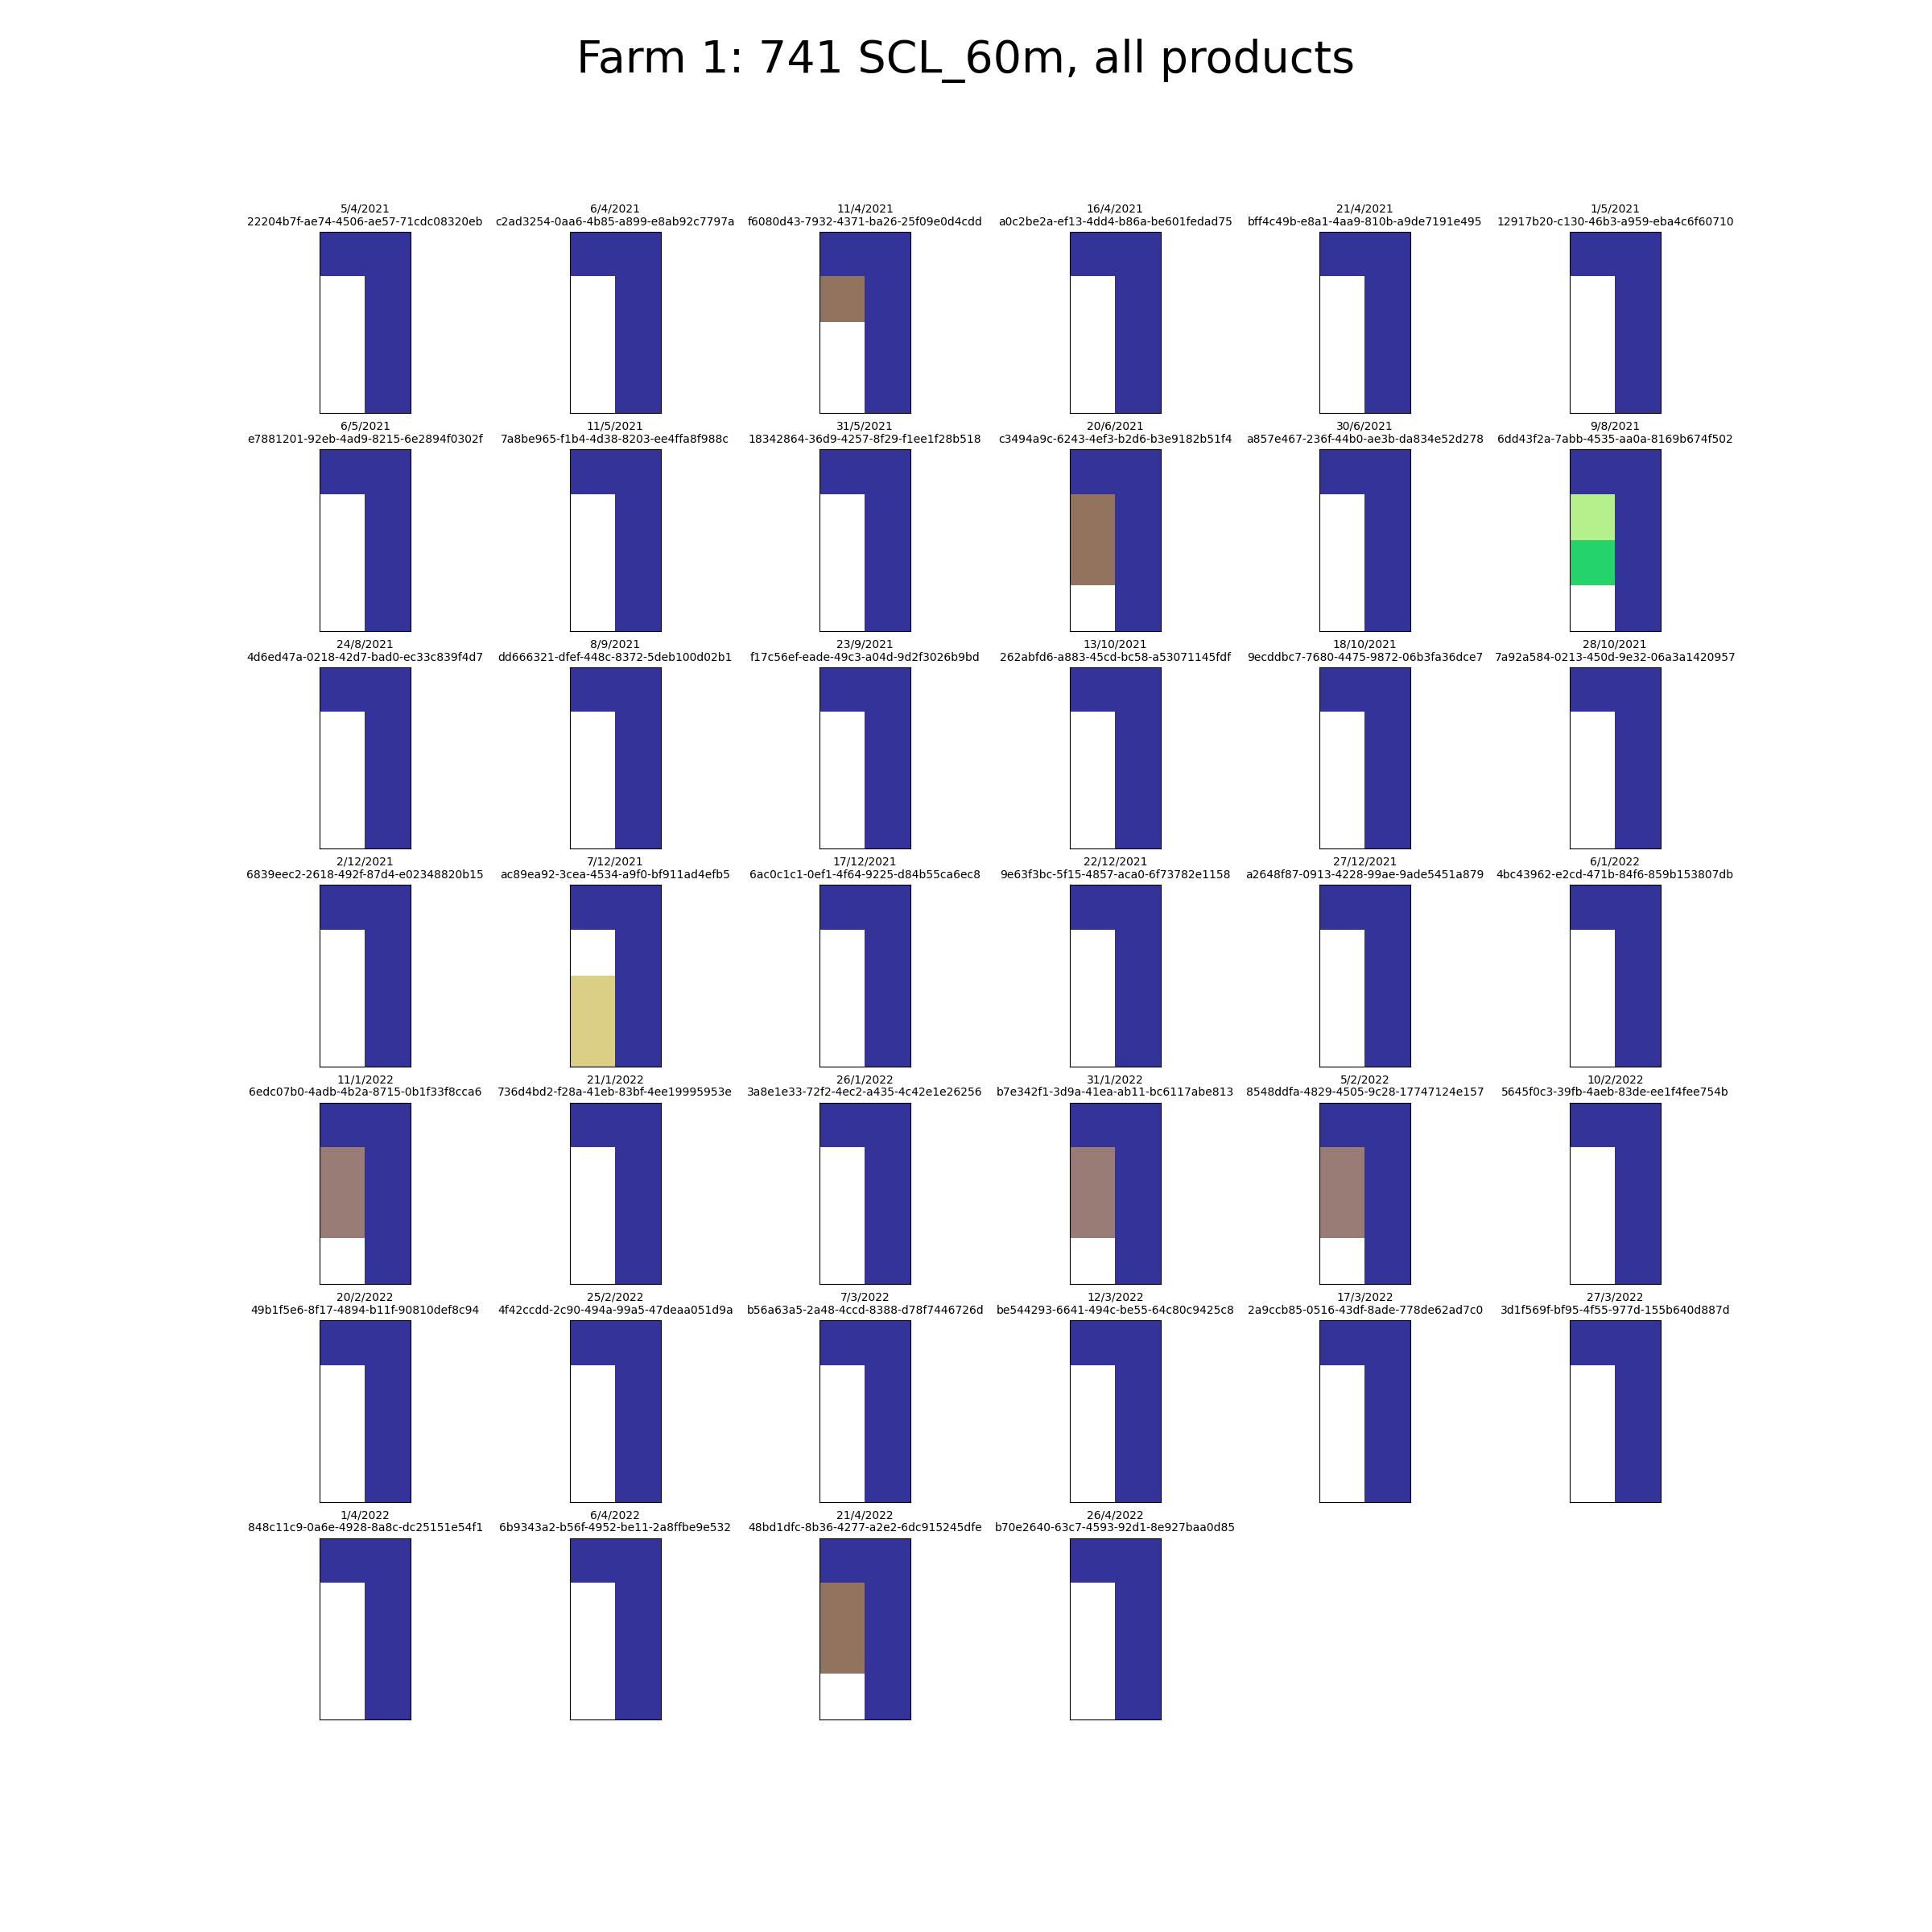 Farm 1: 741 SCL_60m, all products
5/4/2021
22204b7f-ae74-4506-ae57-71cdc08320eb
6/4/2021
c2ad3254-0aa6-4b85-a899-e8ab92c7797a
11/4/2021
f6080d43-7932-4371-ba26-25f09e0d4cdd
16/4/2021
a0c2be2a-ef13-4dd4-b86a-be601fedad75
21/4/2021
bff4c49b-e8a1-4aa9-810b-a9de7191e495
1/5/2021
12917b20-c130-46b3-a959-eba4c6f60710
6/5/2021
e7881201-92eb-4ad9-8215-6e2894f0302f
11/5/2021
7a8be965-f1b4-4d38-8203-ee4ffa8f988c
31/5/2021
18342864-36d9-4257-8f29-f1ee1f28b518
20/6/2021
c3494a9c-6243-4ef3-b2d6-b3e9182b51f4
30/6/2021
a857e467-236f-44b0-ae3b-da834e52d278
9/8/2021
6dd43f2a-7abb-4535-aa0a-8169b674f502
24/8/2021
4d6ed47a-0218-42d7-bad0-ec33c839f4d7
8/9/2021
dd666321-dfef-448c-8372-5deb100d02b1
23/9/2021
f17c56ef-eade-49c3-a04d-9d2f3026b9bd
13/10/2021
262abfd6-a883-45cd-bc58-a53071145fdf
18/10/2021
9ecddbc7-7680-4475-9872-06b3fa36dce7
28/10/2021
7a92a584-0213-450d-9e32-06a3a1420957
2/12/2021
6839eec2-2618-492f-87d4-e02348820b15
7/12/2021
ac89ea92-3cea-4534-a9f0-bf911ad4efb5
17/12/2021
6ac0c1c1-0ef1-4f64-9225-d84b55ca6ec8
22/12/2021
9e63f3bc-5f15-4857-aca0-6f73782e1158
27/12/2021
a2648f87-0913-4228-99ae-9ade5451a879
6/1/2022
4bc43962-e2cd-471b-84f6-859b153807db
11/1/2022
6edc07b0-4adb-4b2a-8715-0b1f33f8cca6
21/1/2022
736d4bd2-f28a-41eb-83bf-4ee19995953e
26/1/2022
3a8e1e33-72f2-4ec2-a435-4c42e1e26256
31/1/2022
b7e342f1-3d9a-41ea-ab11-bc6117abe813
5/2/2022
8548ddfa-4829-4505-9c28-17747124e157
10/2/2022
5645f0c3-39fb-4aeb-83de-ee1f4fee754b
20/2/2022
49b1f5e6-8f17-4894-b11f-90810def8c94
25/2/2022
4f42ccdd-2c90-494a-99a5-47deaa051d9a
7/3/2022
b56a63a5-2a48-4ccd-8388-d78f7446726d
12/3/2022
be544293-6641-494c-be55-64c80c9425c8
17/3/2022
2a9ccb85-0516-43df-8ade-778de62ad7c0
27/3/2022
3d1f569f-bf95-4f55-977d-155b640d887d
1/4/2022
848c11c9-0a6e-4928-8a8c-dc25151e54f1
6/4/2022
6b9343a2-b56f-4952-be11-2a8ffbe9e532
21/4/2022
48bd1dfc-8b36-4277-a2e2-6dc915245dfe
26/4/2022
b70e2640-63c7-4593-92d1-8e927baa0d85